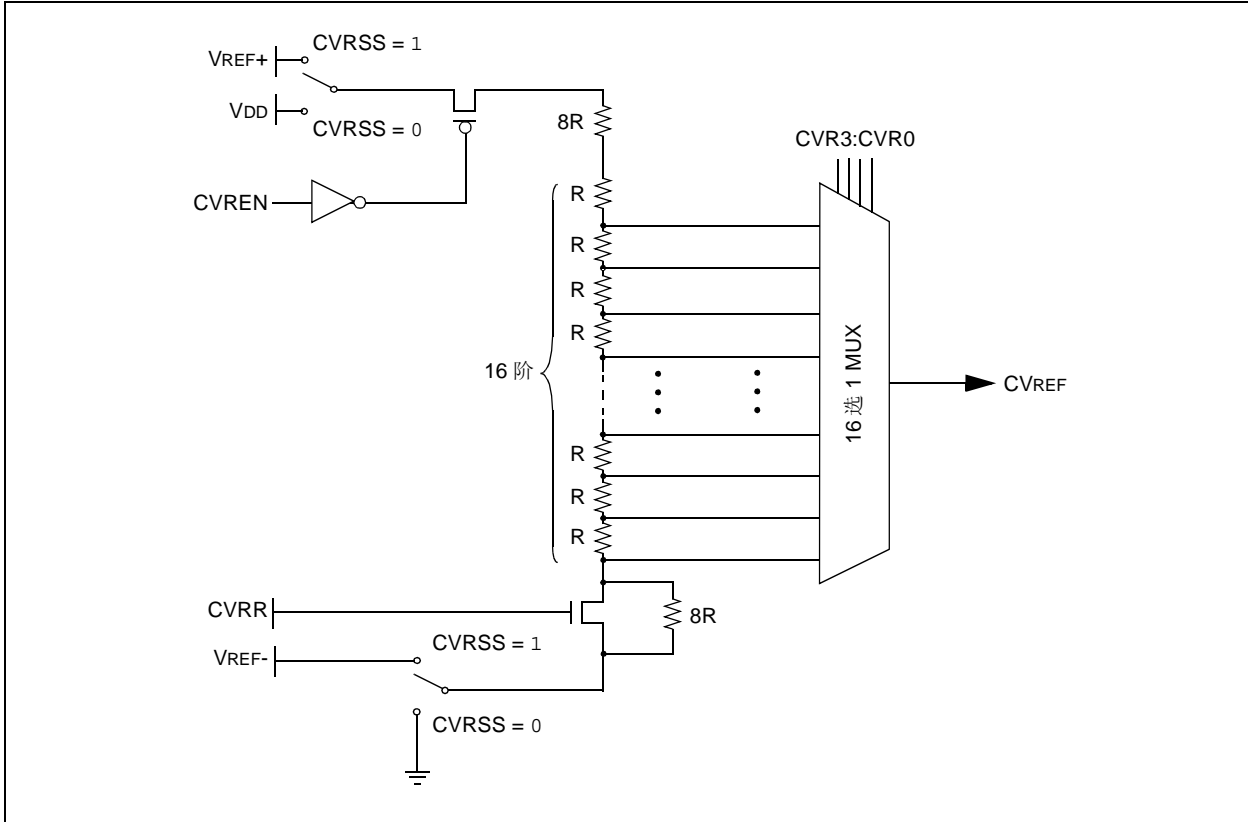 CVRSS = 1
VREF+
VDD
CVRSS = 0
8R
CVR3:CVR0
CVREN
R
R
R
R
16 阶
16 选 1 MUX
CVREF
R
R
R
CVRR
8R
CVRSS = 1
VREF-
CVRSS = 0